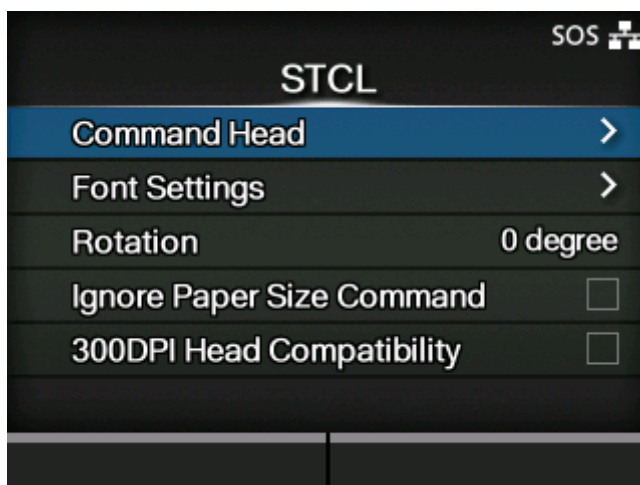 SOS
STCL
Command Head
Font Settings
Rotation 0 degree
Ignore Paper Size Command
300DPI Head Compatibility